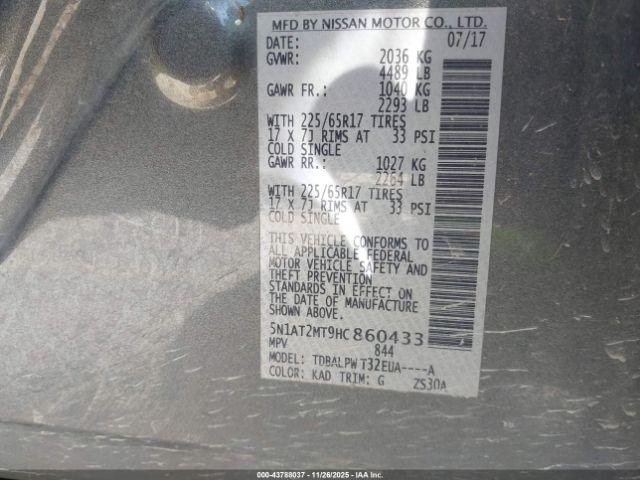 MFD BY NISSAN MOTOR CO., LTD.
DATE: 07/17
GVWR: 2036 KG
4489 LB
GAWR FR.: 1040 KG
2293 LB
WITH 225/65R17 TIRES
17 X 7J RIMS AT 33 PSI
COLD SINGLE
GAWR RR.: 1027 KG
2264 LB
WITH 225/65R17 TIRES
17 X 7J RIMS AT 33 PSI
COLD SINGLE
THIS VEHICLE CONFORMS TO
ALL APPLICABLE FEDERAL
MOTOR VEHICLE SAFETY AND
THEFT PREVENTION
STANDARDS IN EFFECT ON
THE DATE OF MANUFACTURE
SHOWN ABOVE.
5N1AT2MT9HC860433
MPV 844
MODEL: TDBALPW T32EUA----A
COLOR: KAD TRIM: G ZS30A
000-43788037 | 11/26/2025 - IAA Inc.